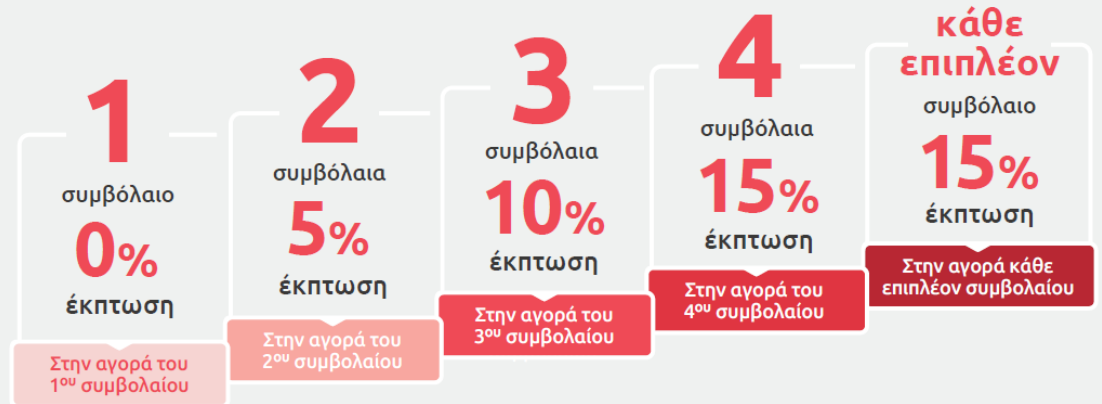 1
συμβόλαιο
0%
έκπτωση
Στην αγορά του
1ου συμβολαίου
2
συμβόλαια
5%
έκπτωση
Στην αγορά του
2ου συμβολαίου
3
συμβόλαια
10%
έκπτωση
Στην αγορά του
3ου συμβολαίου
4
συμβόλαια
15%
έκπτωση
Στην αγορά του
4ου συμβολαίου
κάθε
επιπλέον
συμβόλαιο
15%
έκπτωση
Στην αγορά κάθε
επιπλέον συμβολαίου